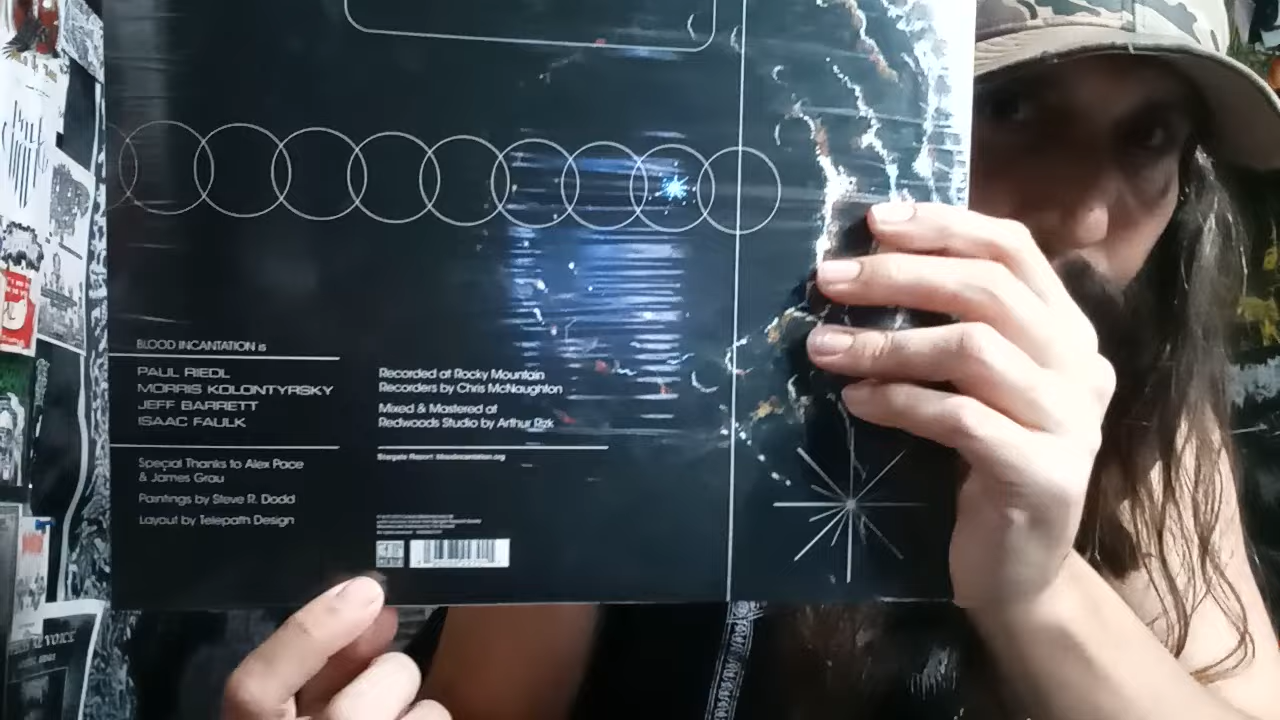 BLOOD INCANTATION is
PAUL RIEDL
MORRIS KOLONTYRSKY
JEFF BARRETT
ISAAC FAULK
Special Thanks to Alex Pace
& James Grau
Paintings by Steve R. Dodd
Layout by Telepath Design
Recorded at Rocky Mountain
Recorders by Chris McNaughton
Mixed & Mastered at
Redwoods Studio by Arthur Rizk
Stargate Report: bloodincantation.org
VOICE